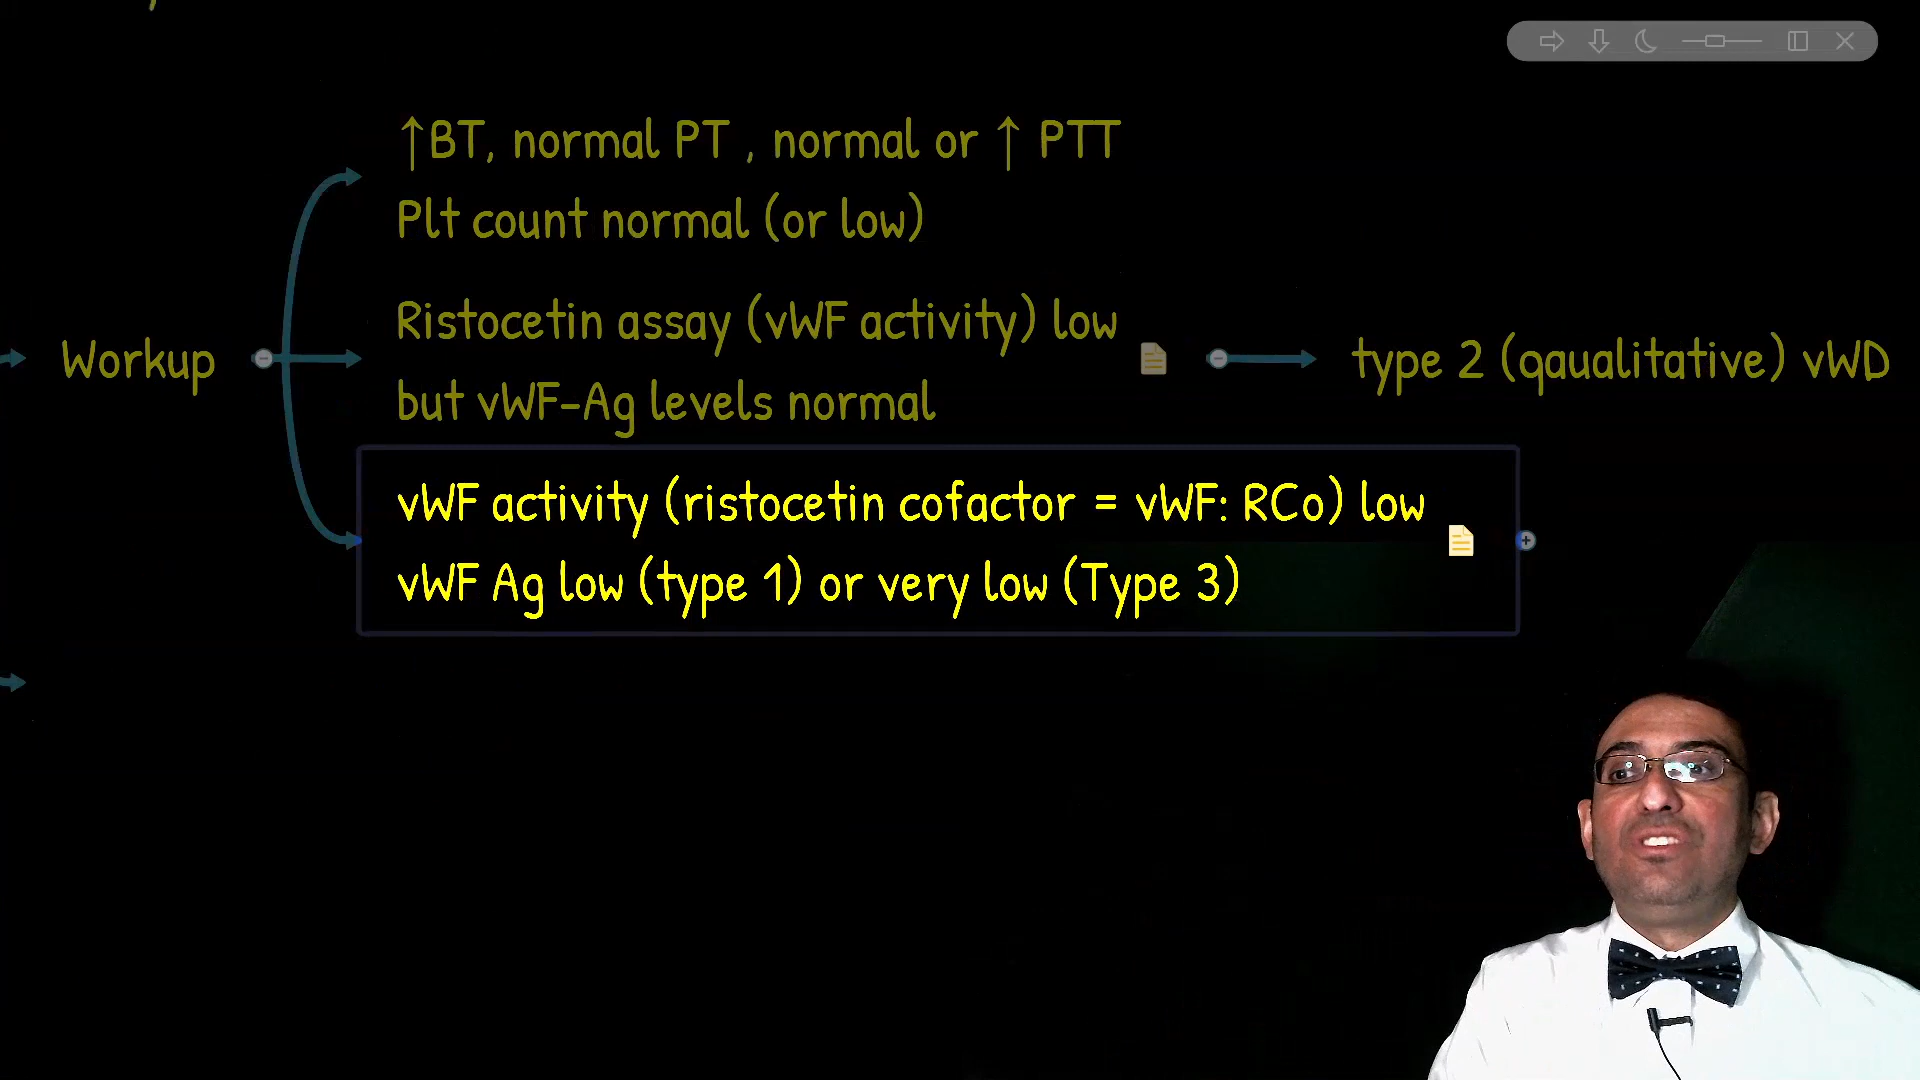 ↑BT, normal PT , normal or ↑ PTT
Plt count normal (or low)
Ristocetin assay (vWF activity) low
but vWF-Ag levels normal
Workup
type 2 (qaualitative) vWD
vWF activity (ristocetin cofactor = vWF: RCo) low
vWF Ag low (type 1) or very low (Type 3)